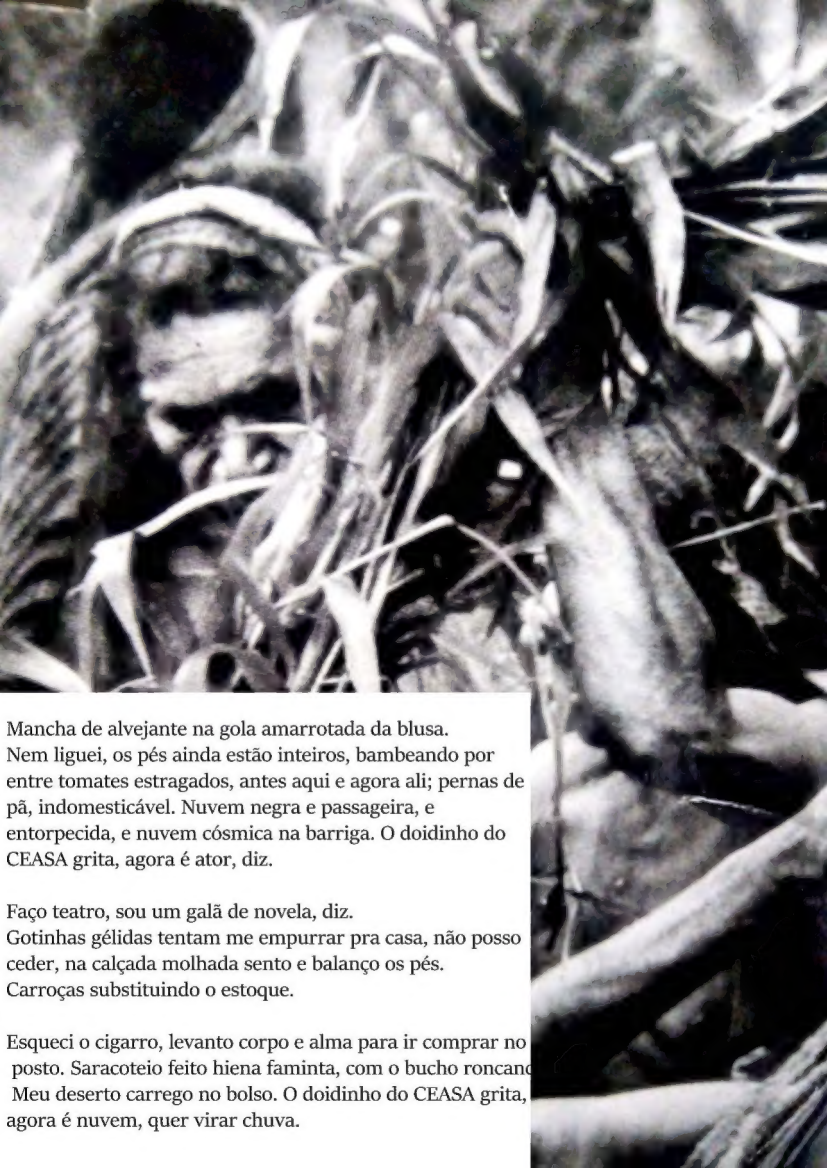 Mancha de alvejante na gola amarrotada da blusa.
Nem liguei, os pés ainda estão inteiros, bambeando por
entre tomates estragados, antes aqui e agora ali; pernas de
pã, indomesticável. Nuvem negra e passageira, e
entorpecida, e nuvem cósmica na barriga. O doidinho do
CEASA grita, agora é ator, diz.
Faço teatro, sou um galã de novela, diz.
Gotinhas gélidas tentam me empurrar pra casa, não posso
ceder, na calçada molhada sento e balanço os pés.
Carroças substituindo o estoque.
Esqueci o cigarro, levanto corpo e alma para ir comprar no
posto. Saracoteio feito hiena faminta, com o bucho roncand
Meu deserto carrego no bolso. O doidinho do CEASA grita,
agora é nuvem, quer virar chuva.